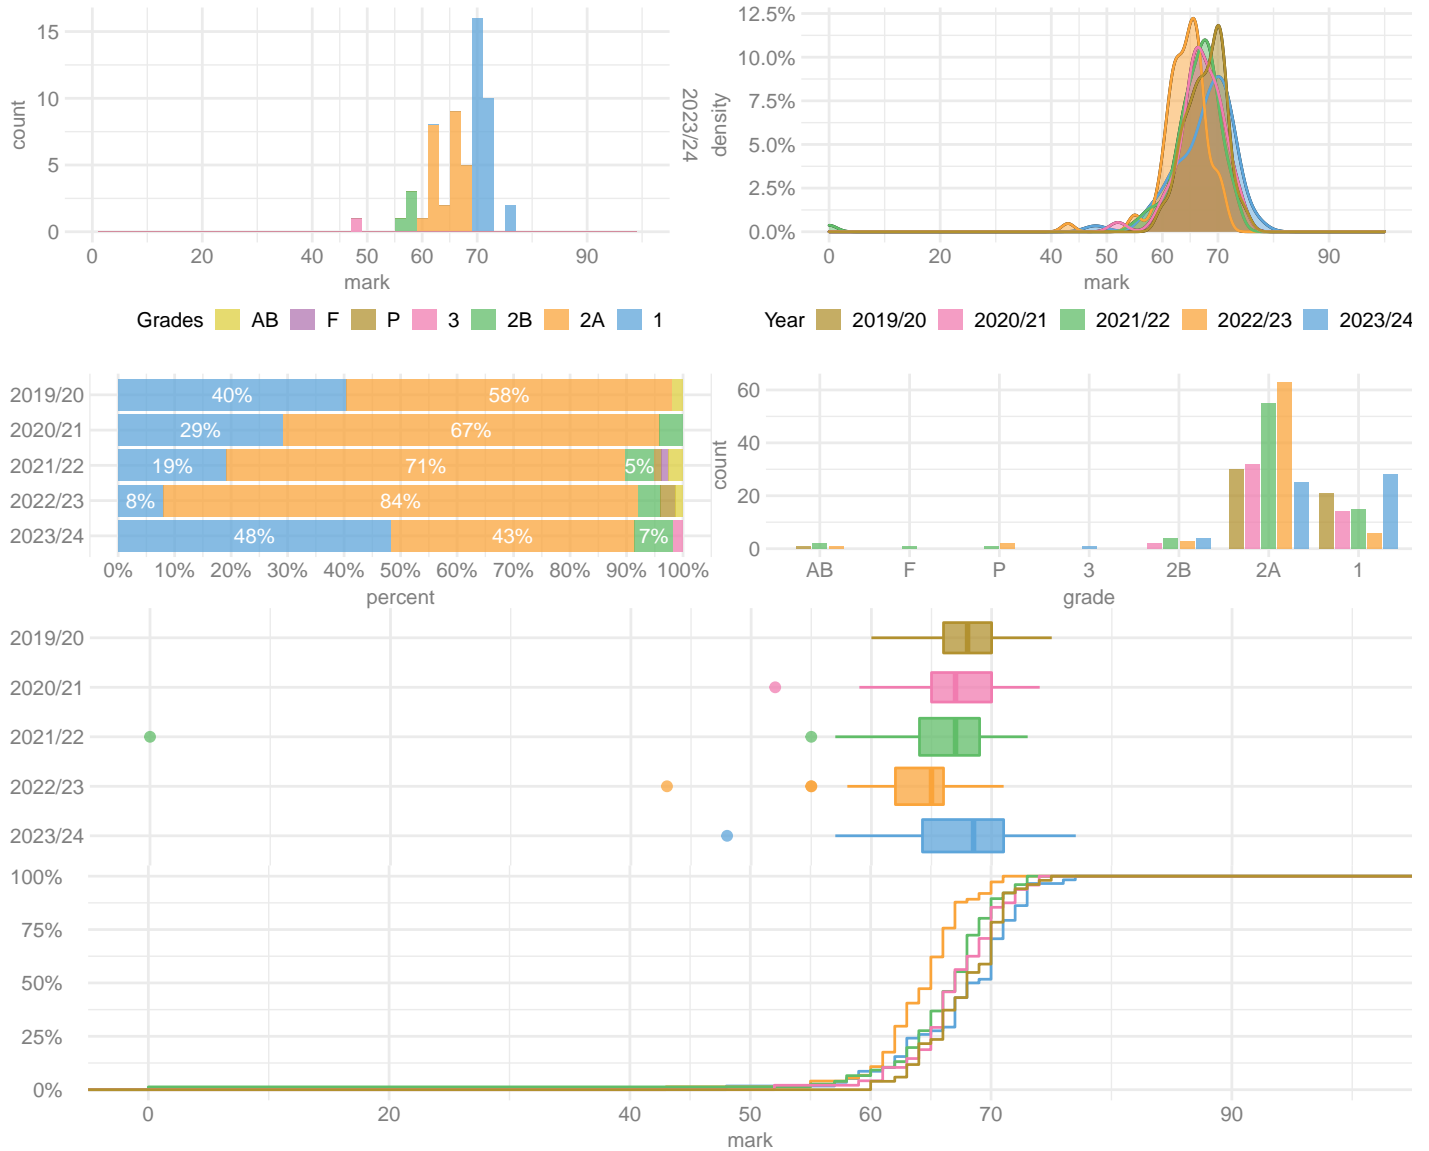 15
10
5
0
count
0 20 40 50 60 70 90
mark
2023/24
12.5%
10.0%
7.5%
5.0%
2.5%
0.0%
density
0 20 40 50 60 70 90
mark
Grades AB F P 3 2B 2A 1
Year 2019/20 2020/21 2021/22 2022/23 2023/24
2019/20 40% 58%
2020/21 29% 67%
2021/22 19% 71% 5%
2022/23 8% 84%
2023/24 48% 43% 7%
0% 10% 20% 30% 40% 50% 60% 70% 80% 90% 100%
percent
60
40
20
0
count
AB F P 3 2B 2A 1
grade
2019/20
2020/21
2021/22
2022/23
2023/24
100%
75%
50%
25%
0%
0 20 40 50 60 70 90
mark